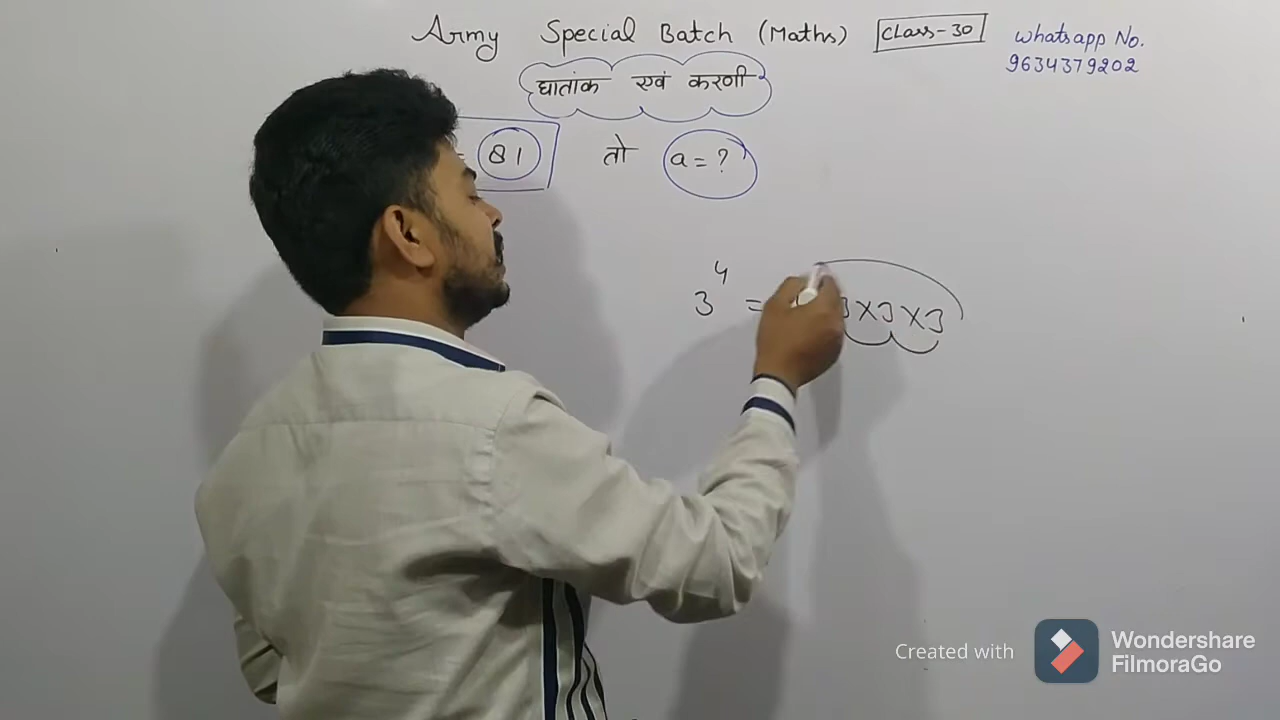 Army Special Batch (Maths) Class-30
whatsapp No.
9634379202
घातांक एवं करणी
= 81 तो a = ?
3⁴ = 3×3×3
Created with Wondershare FilmoraGo